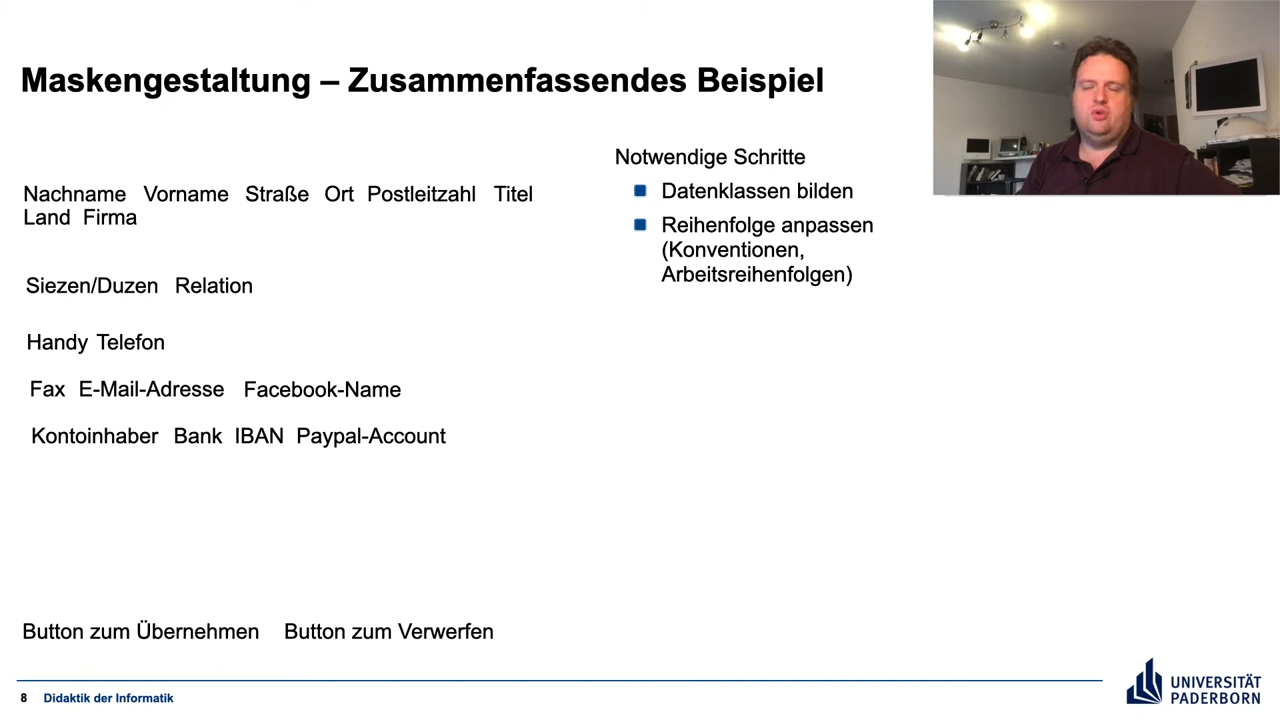 Maskengestaltung – Zusammenfassendes Beispiel
Nachname Vorname Straße Ort Postleitzahl Titel
Land Firma
Siezen/Duzen Relation
Handy Telefon
Fax E-Mail-Adresse Facebook-Name
Kontoinhaber Bank IBAN Paypal-Account
Button zum Übernehmen Button zum Verwerfen
Notwendige Schritte
Datenklassen bilden
Reihenfolge anpassen
(Konventionen,
Arbeitsreihenfolgen)
8 Didaktik der Informatik
UNIVERSITÄT
PADERBORN